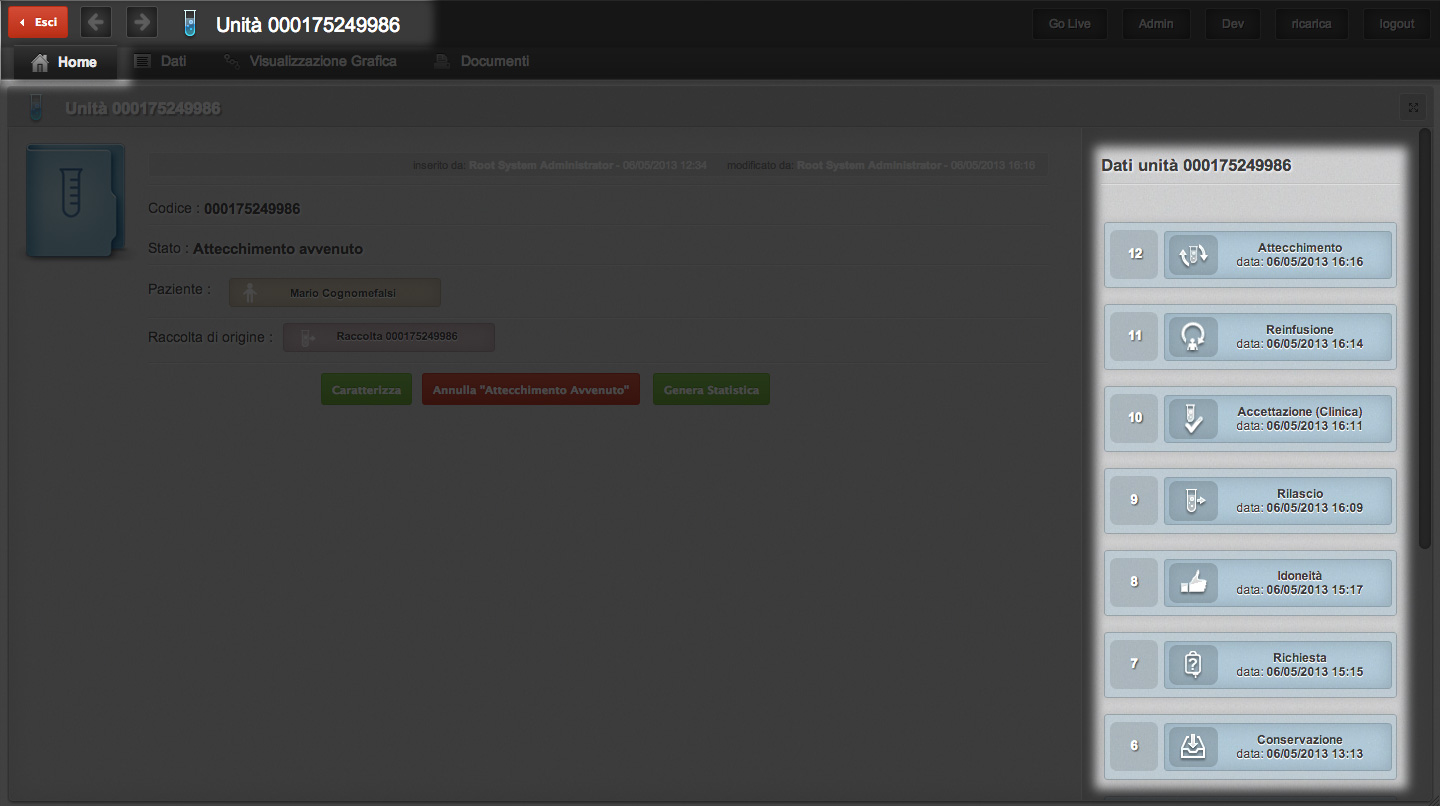 Esci
Unità 000175249986
Go Live
Admin
Dev
ricarica
logout
Home
Dati
Visualizzazione Grafica
Documenti
Unità 000175249986
inserito da: Root System Administrator - 06/05/2013 12:34
modificato da: Root System Administrator - 06/05/2013 16:16
Codice : 000175249986
Stato : Attecchimento avvenuto
Paziente :
Mario Cognomefalsi
Raccolta di origine :
Raccolta 000175249986
Caratterizza
Annulla "Attecchimento Avvenuto"
Genera Statistica
Dati unità 000175249986
12
Attecchimento
data: 06/05/2013 16:16
11
Reinfusione
data: 06/05/2013 16:14
10
Accettazione (Clinica)
data: 06/05/2013 16:11
9
Rilascio
data: 06/05/2013 16:09
8
Idoneità
data: 06/05/2013 15:17
7
Richiesta
data: 06/05/2013 15:15
6
Conservazione
data: 06/05/2013 13:13